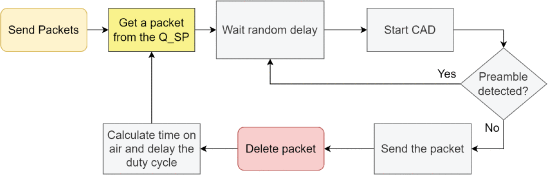 Send Packets
Get a packet
from the Q_SP
Wait random delay
Start CAD
Preamble
detected?
Yes
No
Send the packet
Delete packet
Calculate time on
air and delay the
duty cycle